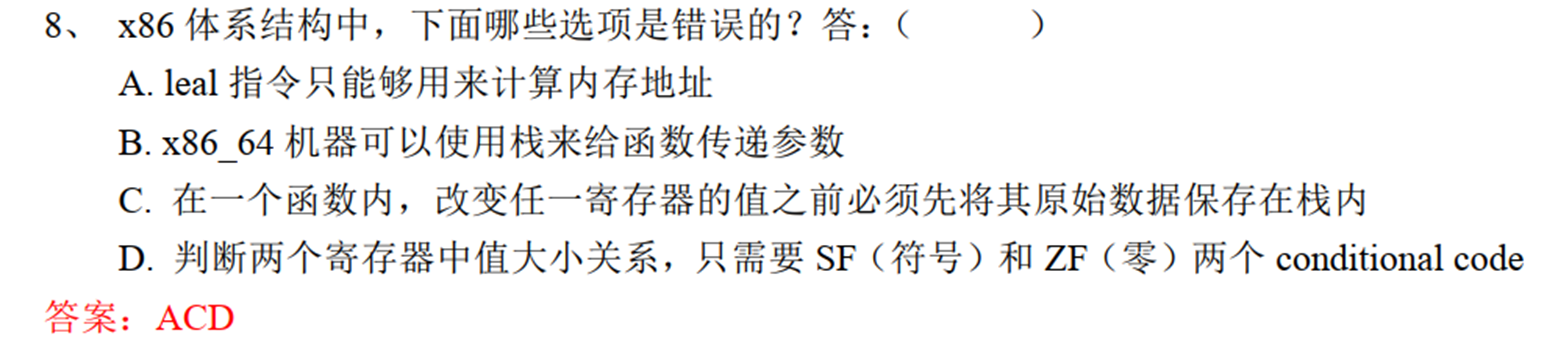 8、 x86 体系结构中，下面哪些选项是错误的？答：（ ）
A. leal 指令只能够用来计算内存地址
B. x86_64 机器可以使用栈来给函数传递参数
C. 在一个函数内，改变任一寄存器的值之前必须先将其原始数据保存在栈内
D. 判断两个寄存器中值大小关系，只需要 SF（符号）和 ZF（零）两个 conditional code
答案：ACD